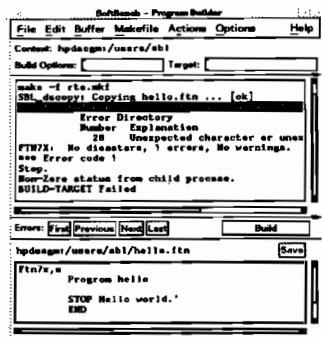 SoftBench - Program Builder
File Edit Buffer Makefile Actions Options Help
Context: hpdeagm:/users/sbl
Build Options: Target:
make -f rte.mkf
SBL_dscopy: Copying hello.ftn ... [ok]
Error Directory
Number Explanation
28 Unexpected character or unex
FTN7X: No disasters, 1 errors, No warnings.
*** Error code 1
Stop.
Non-Zero status from child process.
BUILD-TARGET Failed
Errors: First Previous Next Last Build
hpdeagm:/users/sbl/hello.ftn Save
Ftn7x,s
Program hello
STOP Hello world.'
END